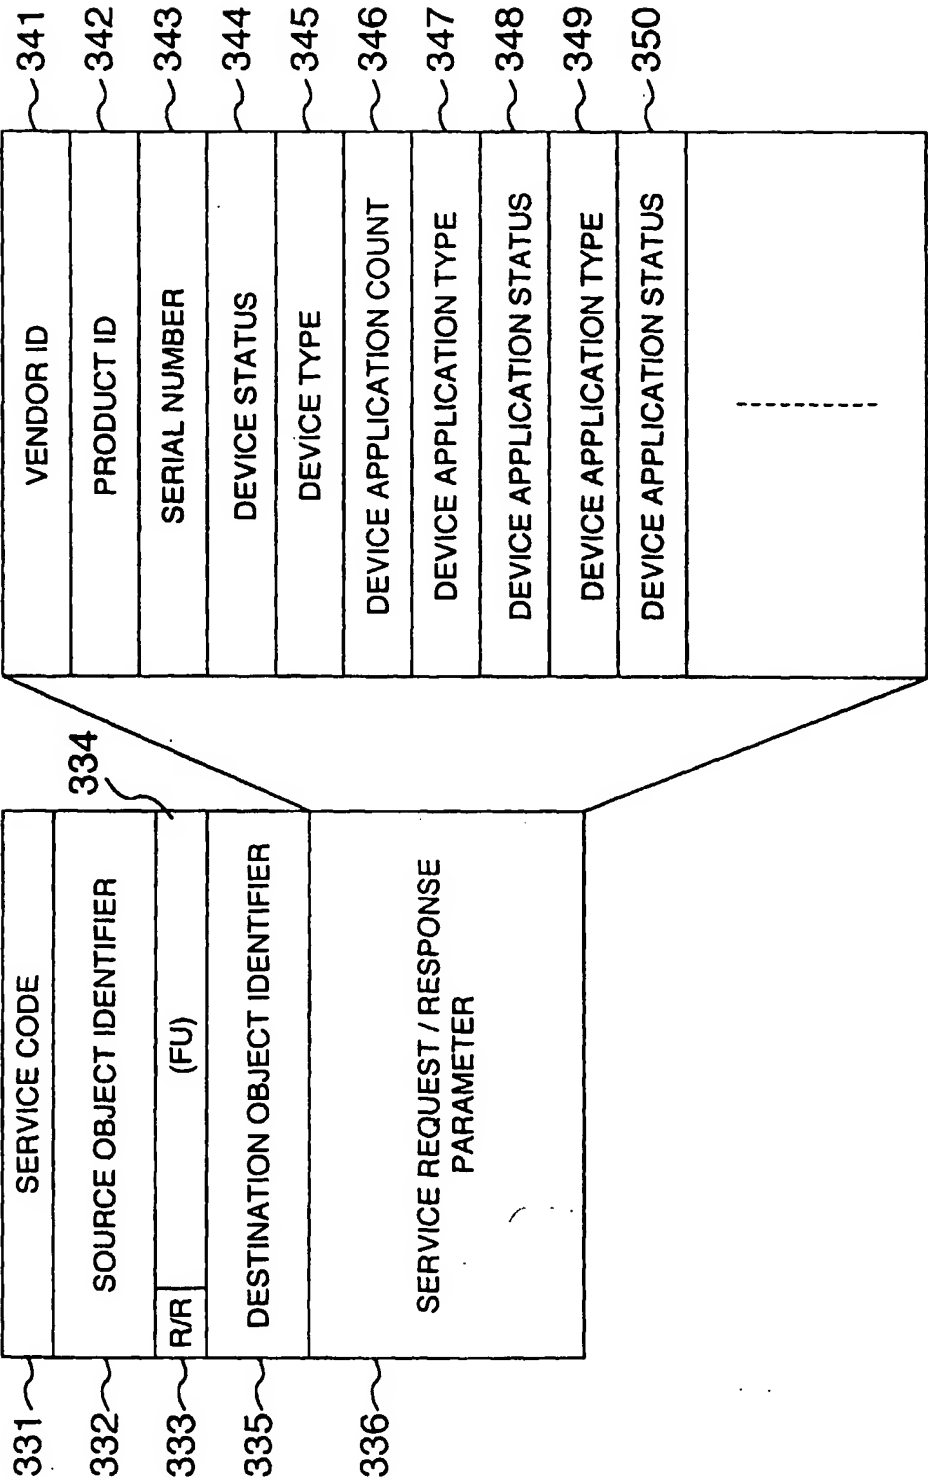 331
SERVICE CODE
332
SOURCE OBJECT IDENTIFIER
333
R/R
(FU)
334
335
DESTINATION OBJECT IDENTIFIER
336
SERVICE REQUEST / RESPONSE
PARAMETER
VENDOR ID
341
PRODUCT ID
342
SERIAL NUMBER
343
DEVICE STATUS
344
DEVICE TYPE
345
DEVICE APPLICATION COUNT
346
DEVICE APPLICATION TYPE
347
DEVICE APPLICATION STATUS
348
DEVICE APPLICATION TYPE
349
DEVICE APPLICATION STATUS
350